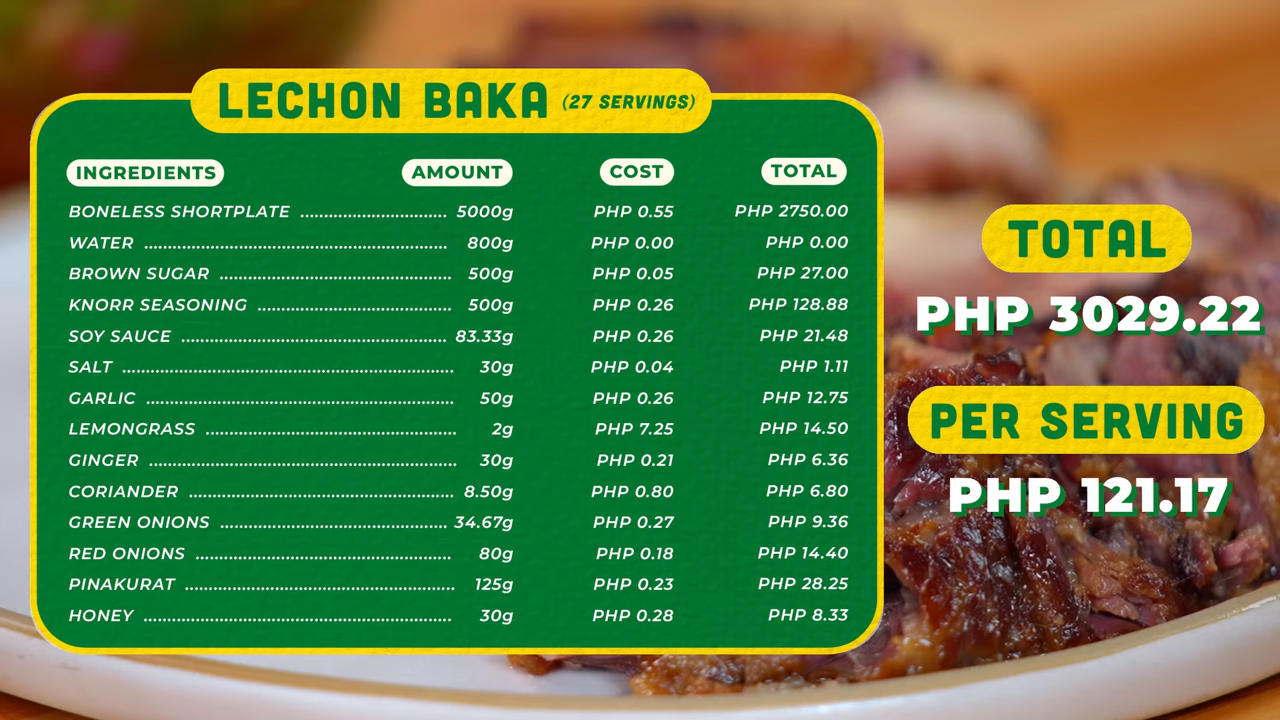 LECHON BAKA (27 SERVINGS)
INGREDIENTS AMOUNT COST TOTAL
BONELESS SHORTPLATE ........................... 5000g PHP 0.55 PHP 2750.00
WATER ........................... 800g PHP 0.00 PHP 0.00
BROWN SUGAR ........................... 500g PHP 0.05 PHP 27.00
KNORR SEASONING ........................... 500g PHP 0.26 PHP 128.88
SOY SAUCE ........................... 83.33g PHP 0.26 PHP 21.48
SALT ........................... 30g PHP 0.04 PHP 1.11
GARLIC ........................... 50g PHP 0.26 PHP 12.75
LEMONGRASS ........................... 2g PHP 7.25 PHP 14.50
GINGER ........................... 30g PHP 0.21 PHP 6.36
CORIANDER ........................... 8.50g PHP 0.80 PHP 6.80
GREEN ONIONS ........................... 34.67g PHP 0.27 PHP 9.36
RED ONIONS ........................... 80g PHP 0.18 PHP 14.40
PINAKURAT ........................... 125g PHP 0.23 PHP 28.25
HONEY ........................... 30g PHP 0.28 PHP 8.33
TOTAL
PHP 3029.22
PER SERVING
PHP 121.17